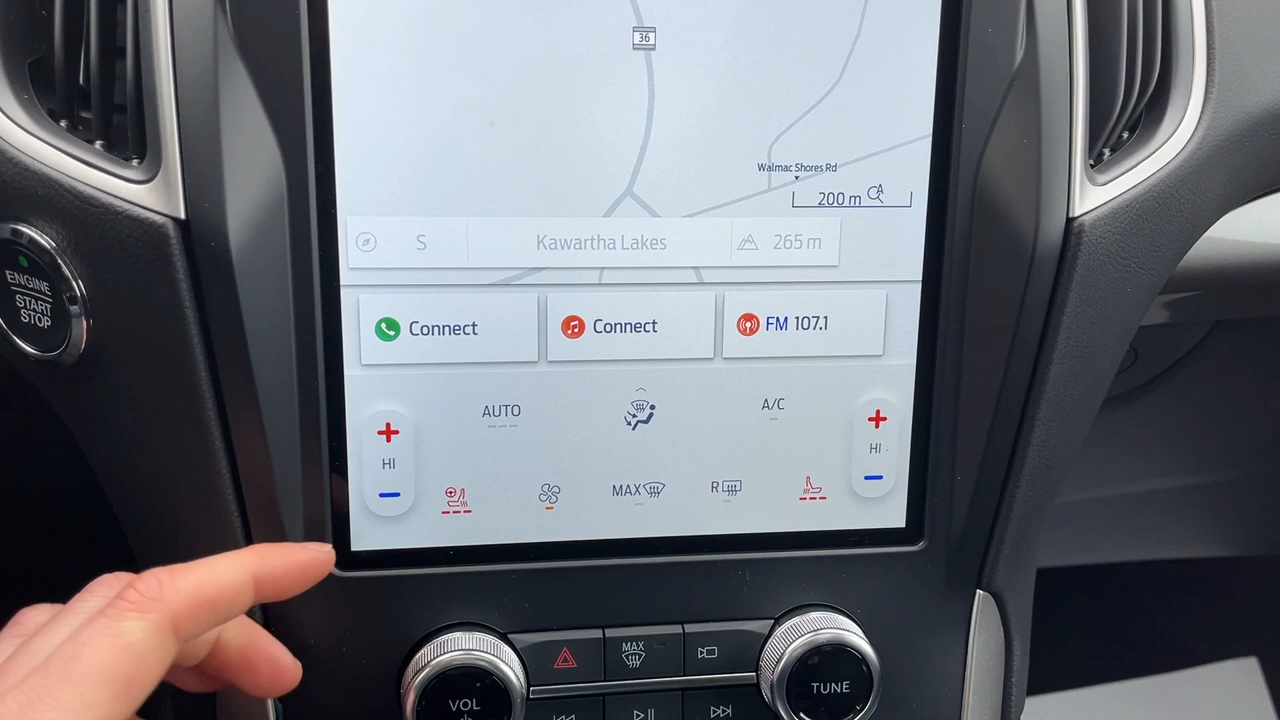 36
Walmac Shores Rd
200 m
S
Kawartha Lakes
265 m
ENGINE
START
STOP
Connect
Connect
FM 107.1
AUTO
A/C
HI
HI
MAX
R
MAX
VOL
TUNE